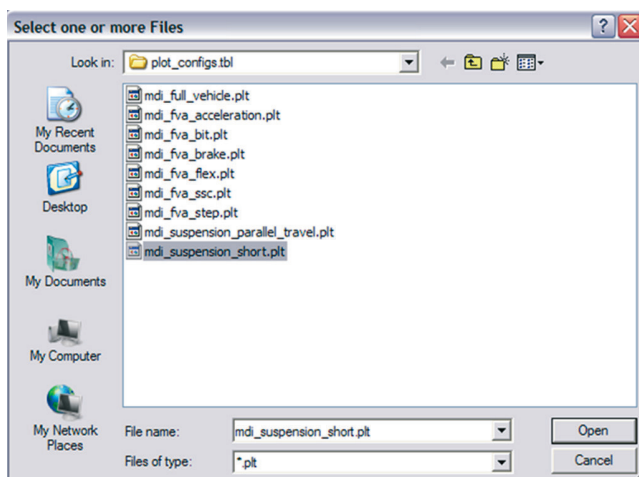 Select one or more Files
Look in: plot_configs.tbl
mdi_full_vehicle.plt
mdi_fva_acceleration.plt
mdi_fva_bit.plt
mdi_fva_brake.plt
mdi_fva_flex.plt
mdi_fva_ssc.plt
mdi_fva_step.plt
mdi_suspension_parallel_travel.plt
mdi_suspension_short.plt
My Recent
Documents
Desktop
My Documents
My Computer
My Network
Places
File name: mdi_suspension_short.plt Open
Files of type: *.plt Cancel